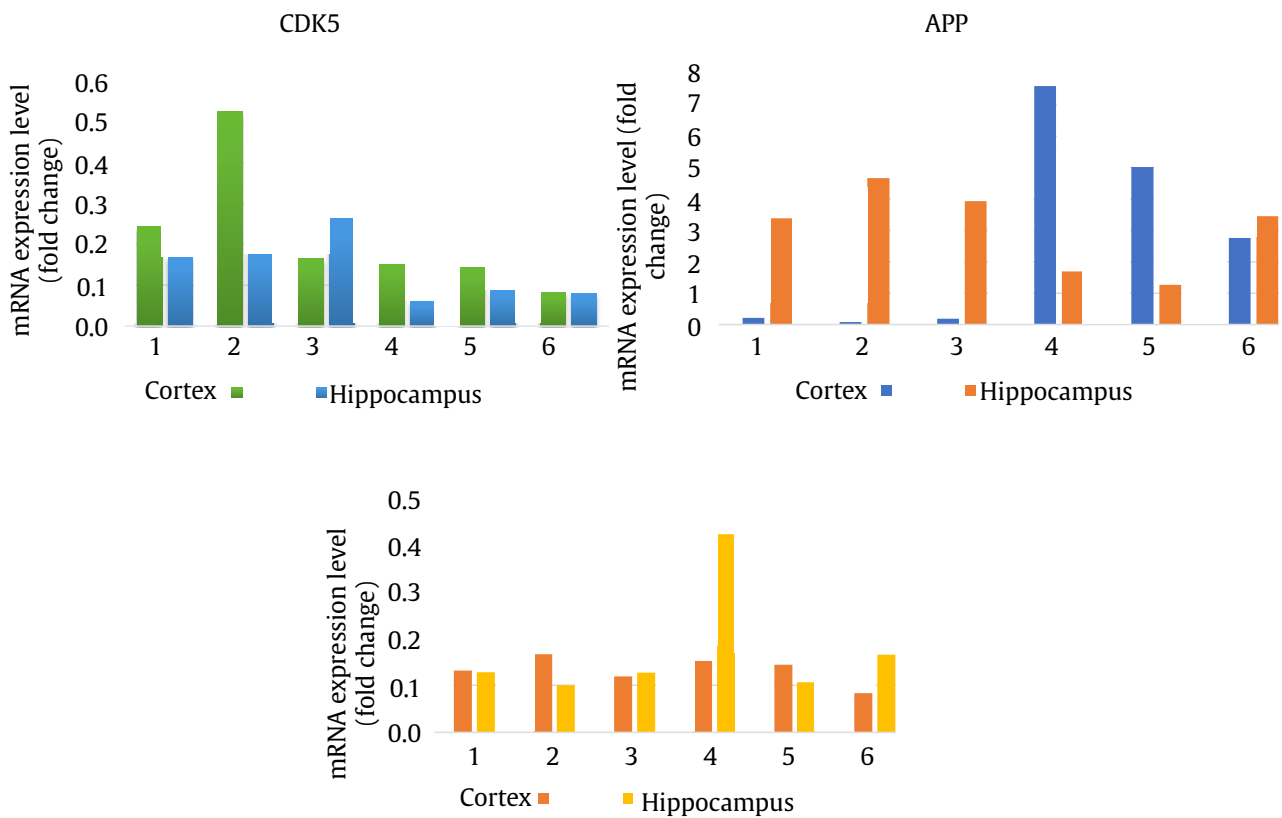 CDK5
mRNA expression level
(fold change)
0.6
0.5
0.4
0.3
0.2
0.1
0.0
1 2 3 4 5 6
Cortex Hippocampus
APP
mRNA expression level (fold
change)
8
7
6
5
4
3
2
1
0
1 2 3 4 5 6
Cortex Hippocampus
mRNA expression level
(fold change)
0.5
0.4
0.3
0.2
0.1
0.0
1 2 3 4 5 6
Cortex Hippocampus